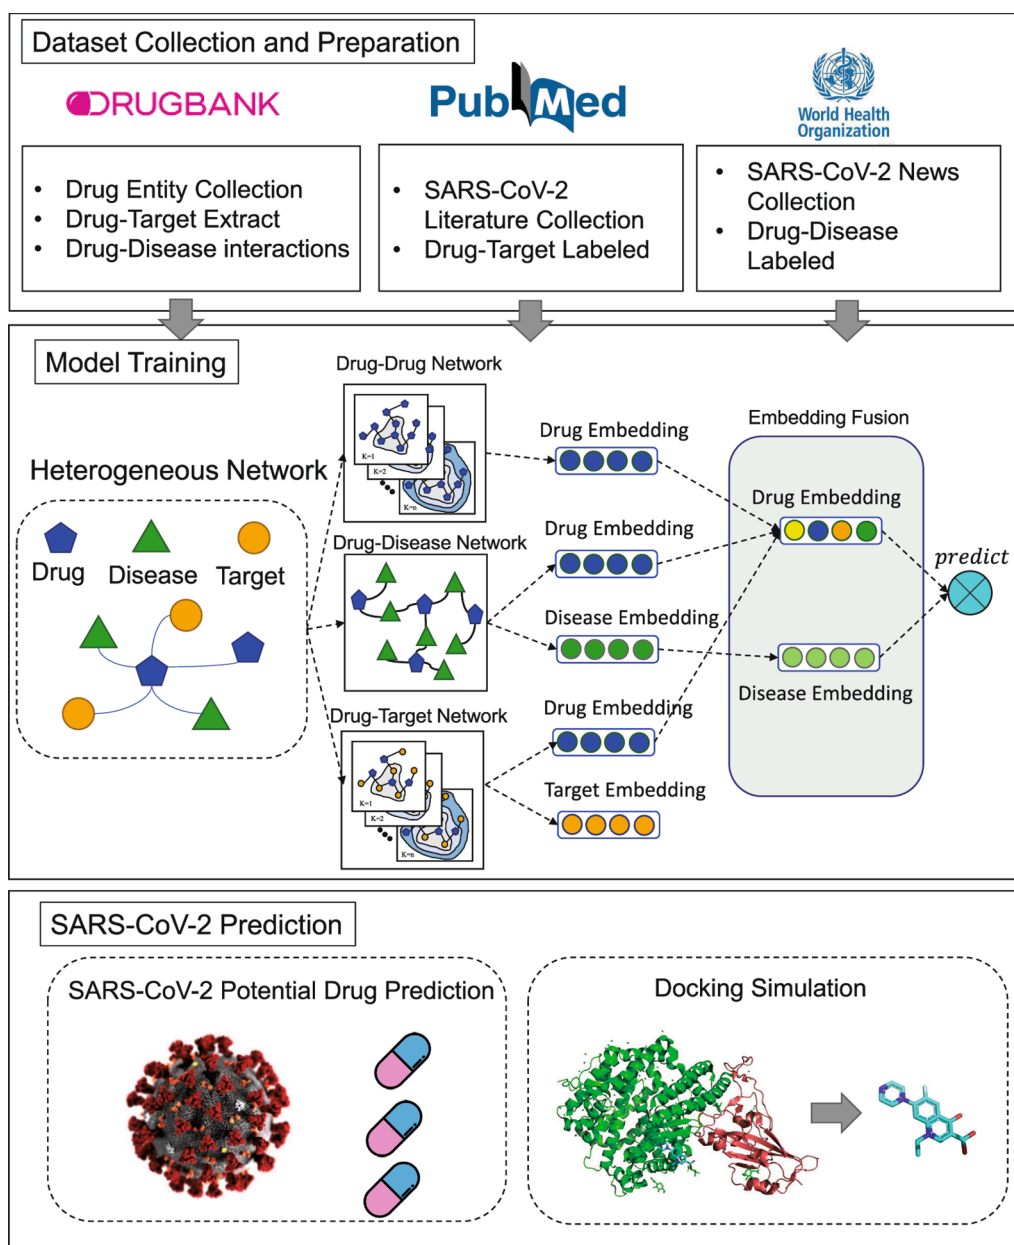 Dataset Collection and Preparation
DRUGBANK
PubMed
World Health
Organization
• Drug Entity Collection
• Drug-Target Extract
• Drug-Disease interactions
• SARS-CoV-2
Literature Collection
• Drug-Target Labeled
• SARS-CoV-2 News
Collection
• Drug-Disease
Labeled
Model Training
Heterogeneous Network
Drug
Disease
Target
Drug-Drug Network
K=1
K=2
K=n
Drug-Disease Network
Drug-Target Network
K=1
K=2
K=n
Drug Embedding
Drug Embedding
Disease Embedding
Drug Embedding
Target Embedding
Embedding Fusion
Drug Embedding
Disease Embedding
predict
SARS-CoV-2 Prediction
SARS-CoV-2 Potential Drug Prediction
Docking Simulation